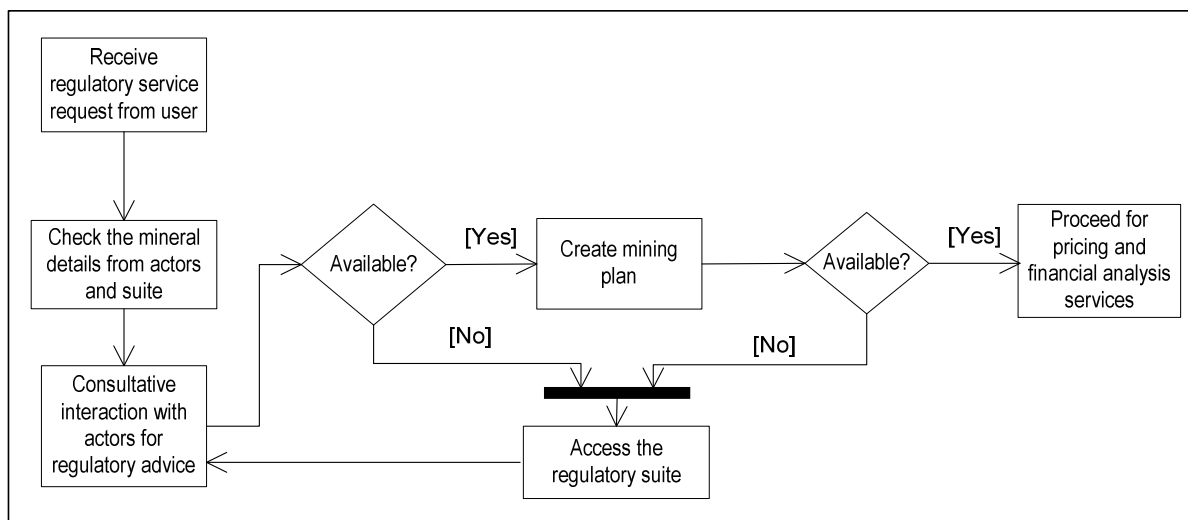 Receive
regulatory service
request from user
Check the mineral
details from actors
and suite
Consultative
interaction with
actors for
regulatory advice
Available?
[Yes]
[No]
Create mining
plan
Available?
[Yes]
[No]
Proceed for
pricing and
financial analysis
services
Access the
regulatory suite